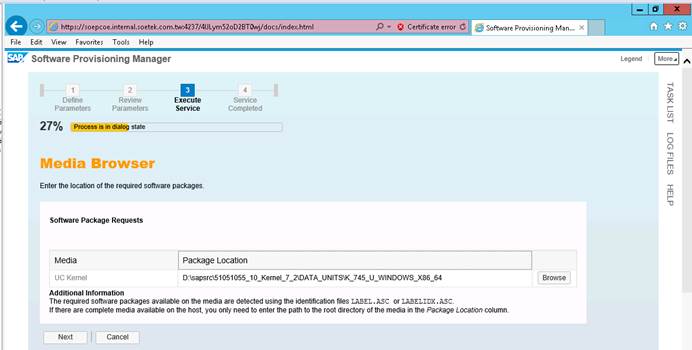 https://soepcoe.internal.soetek.com.tw:4237/4ULym52oD2BTQwj/docs/index.html
Certificate error
Software Provisioning Man...
File Edit View Favorites Tools Help
SAP Software Provisioning Manager
Legend More
1 2 3 4
Define Parameters
Review Parameters
Execute Service
Service Completed
27% Process is in dialog state
TASK LIST
LOG FILES
HELP
Media Browser
Enter the location of the required software packages.
Software Package Requests
Media Package Location
UC Kernel D:\sapsrc\51051055_10_Kernel_7_2\DATA_UNITS\K_745_U_WINDOWS_X86_64 Browse
Additional Information
The required software packages available on the media are detected using the identification files LABEL.ASC or LABELIDX.ASC.
If there are complete media available on the host, you only need to enter the path to the root directory of the media in the Package Location column.
Next Cancel